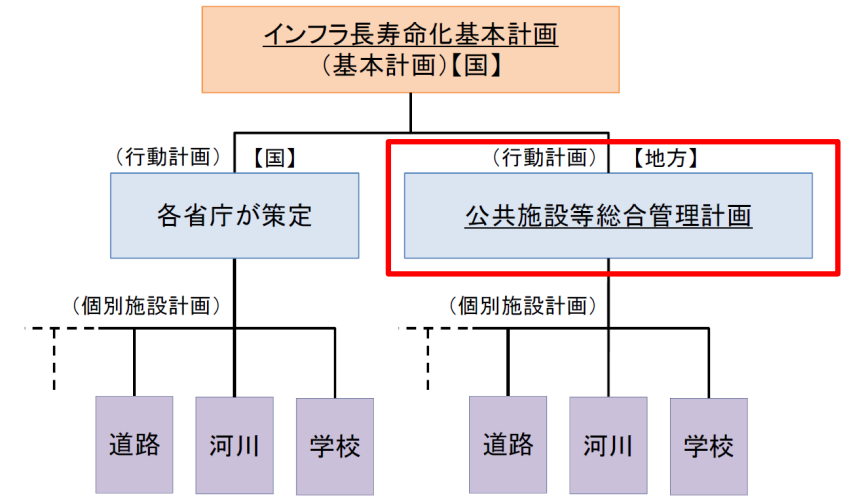 インフラ長寿命化基本計画
(基本計画)【国】
(行動計画) 【国】
(行動計画) 【地方】
各省庁が策定
公共施設等総合管理計画
(個別施設計画)
(個別施設計画)
道路
河川
学校
道路
河川
学校